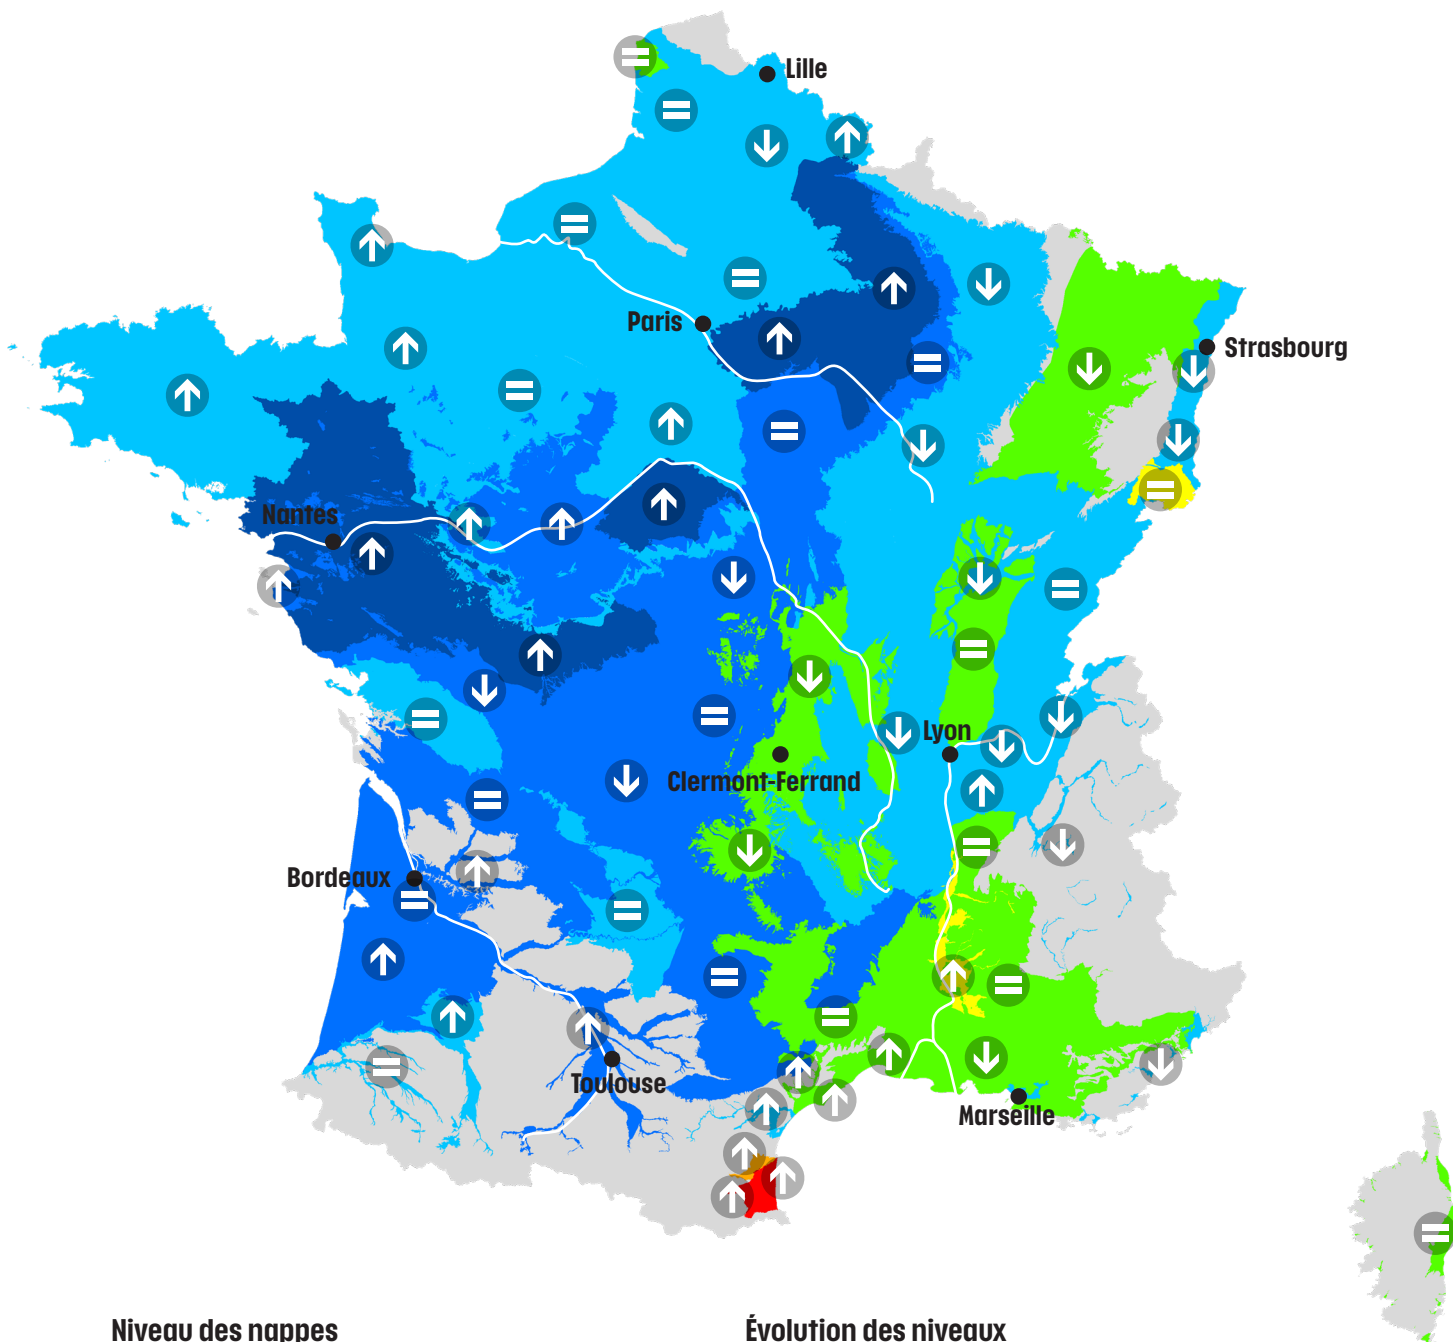 Lille
Paris
Strasbourg
Nantes
Lyon
Clermont-Ferrand
Bordeaux
Toulouse
Marseille
Niveau des nappes
Évolution des niveaux